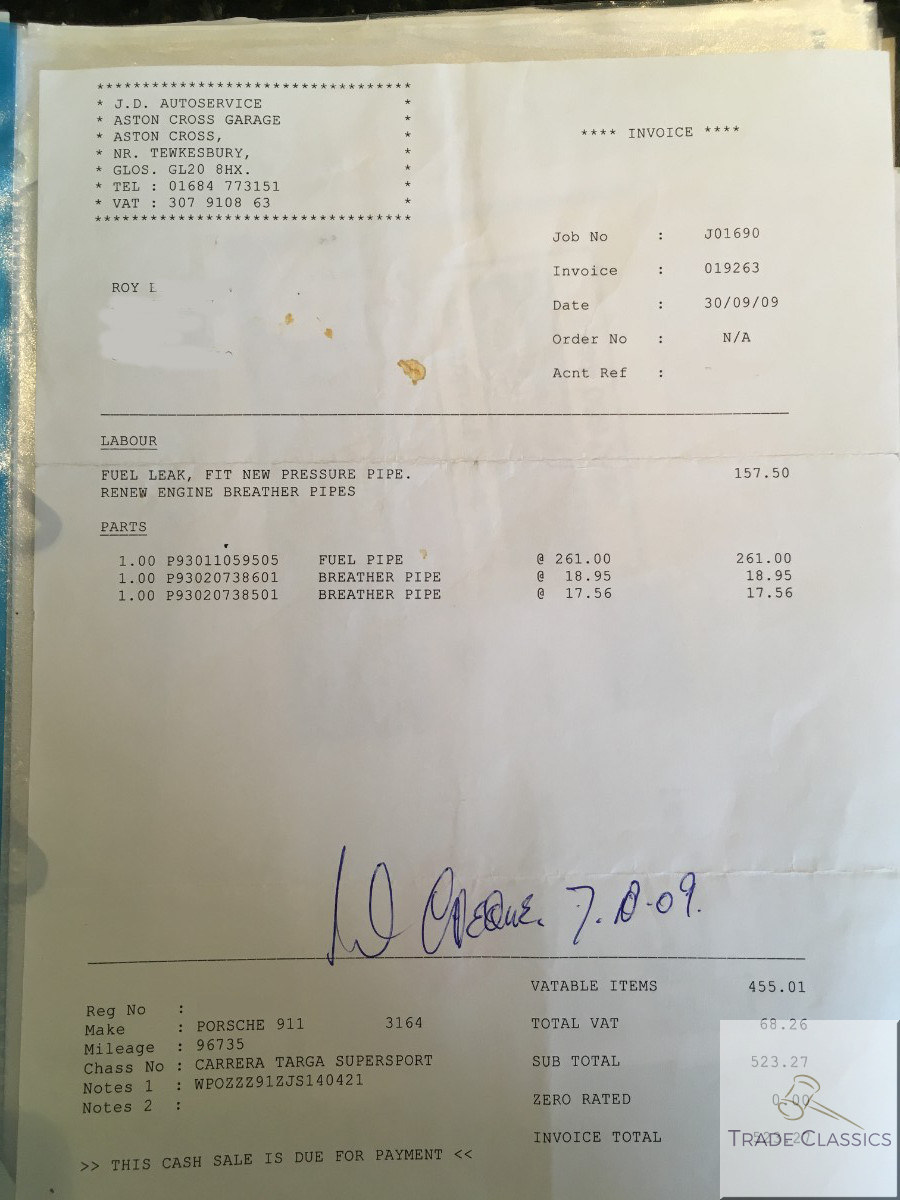 ***********************************
* J.D. AUTOSERVICE *
* ASTON CROSS GARAGE *
* ASTON CROSS, *
* NR. TEWKESBURY, *
* GLOS. GL20 8HX. *
* TEL : 01684 773151 *
* VAT : 307 9108 63 *
***********************************
**** INVOICE ****
Job No : J01690
Invoice : 019263
Date : 30/09/09
Order No : N/A
Acnt Ref :
ROY
LABOUR
FUEL LEAK, FIT NEW PRESSURE PIPE. 157.50
RENEW ENGINE BREATHER PIPES
PARTS
1.00 P93011059505 FUEL PIPE @ 261.00 261.00
1.00 P93020738601 BREATHER PIPE @ 18.95 18.95
1.00 P93020738501 BREATHER PIPE @ 17.56 17.56
VATABLE ITEMS 455.01
TOTAL VAT 68.26
SUB TOTAL 523.27
ZERO RATED 0.00
INVOICE TOTAL 523.27
Reg No :
Make : PORSCHE 911 3164
Mileage : 96735
Chass No : CARRERA TARGA SUPERSPORT
Notes 1 : WPOZZZ91ZJS140421
Notes 2 :
>> THIS CASH SALE IS DUE FOR PAYMENT <<
TRADE CLASSICS